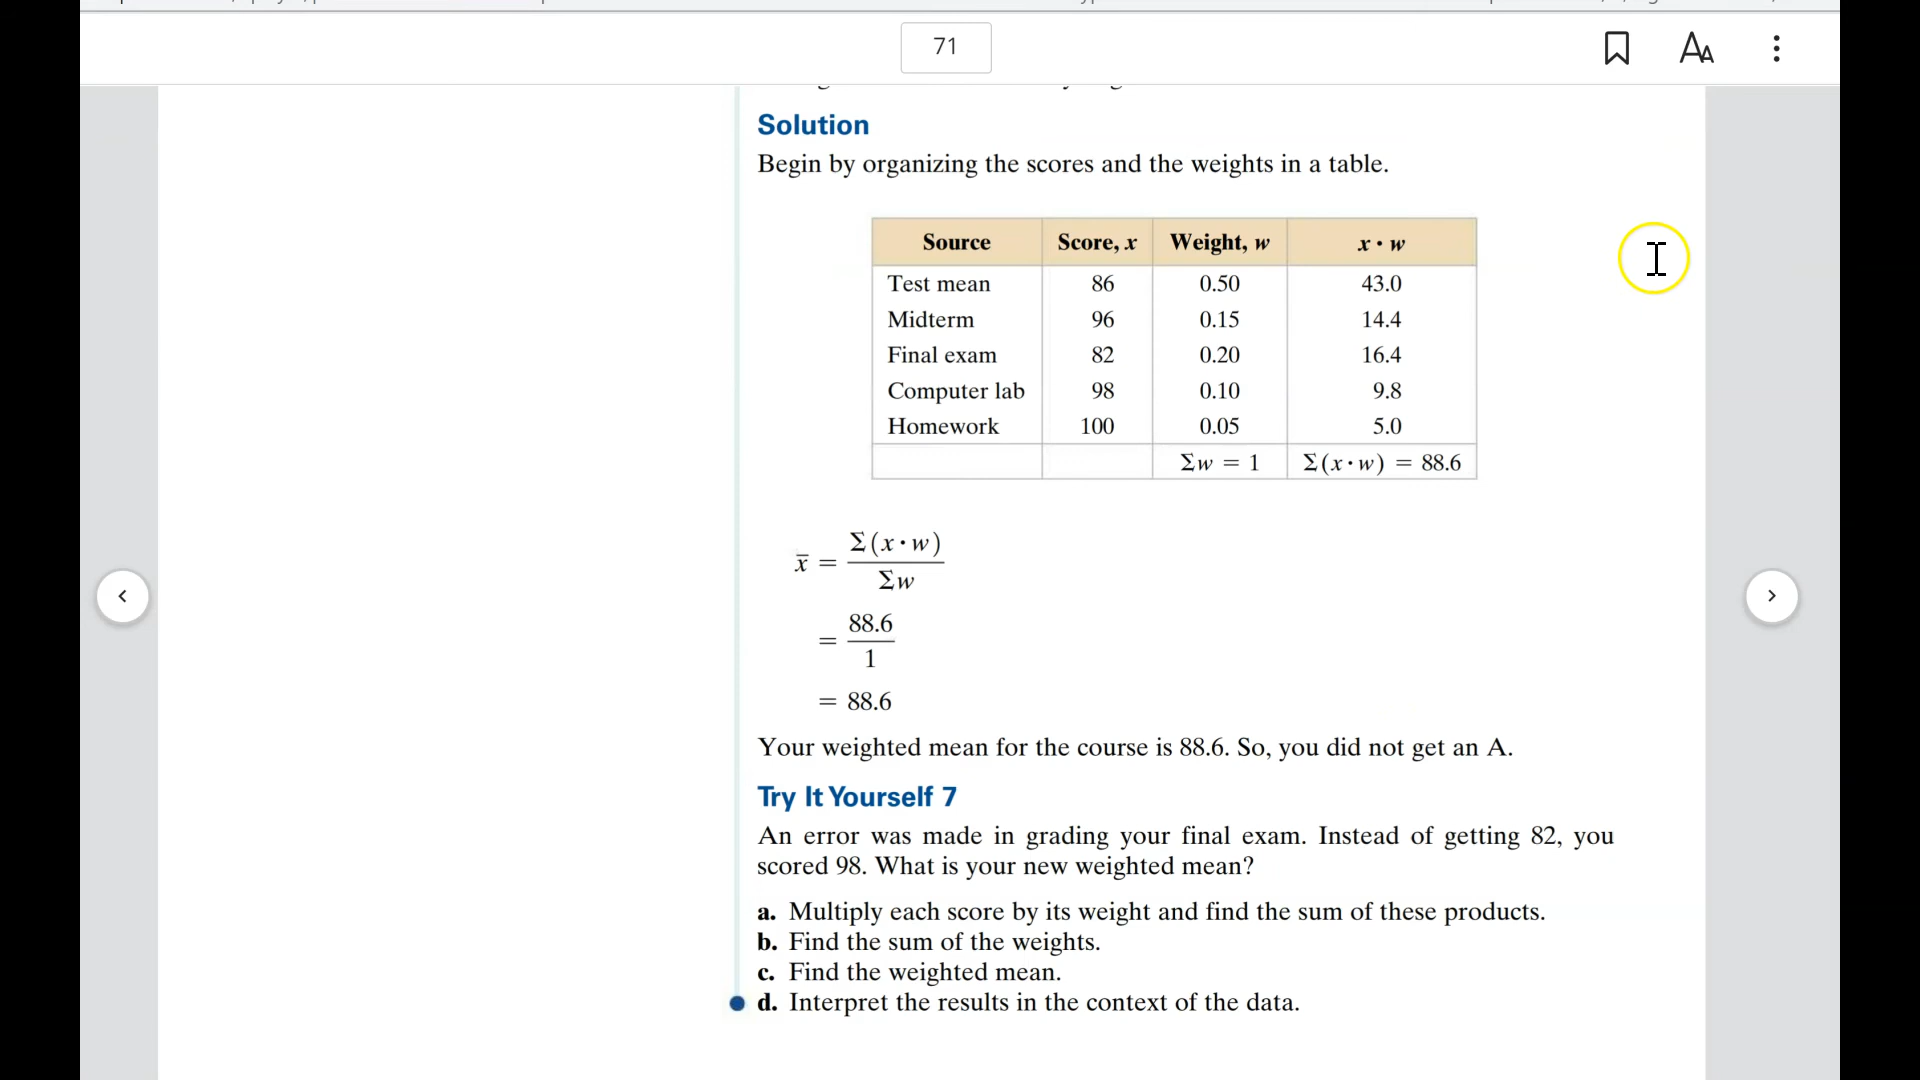 71
Solution
Begin by organizing the scores and the weights in a table.
Source Score, x Weight, w x · w
Test mean 86 0.50 43.0
Midterm 96 0.15 14.4
Final exam 82 0.20 16.4
Computer lab 98 0.10 9.8
Homework 100 0.05 5.0
Σw = 1 Σ(x · w) = 88.6
x̄ = Σ(x · w) / Σw
= 88.6 / 1
= 88.6
Your weighted mean for the course is 88.6. So, you did not get an A.
Try It Yourself 7
An error was made in grading your final exam. Instead of getting 82, you
scored 98. What is your new weighted mean?
a. Multiply each score by its weight and find the sum of these products.
b. Find the sum of the weights.
c. Find the weighted mean.
d. Interpret the results in the context of the data.